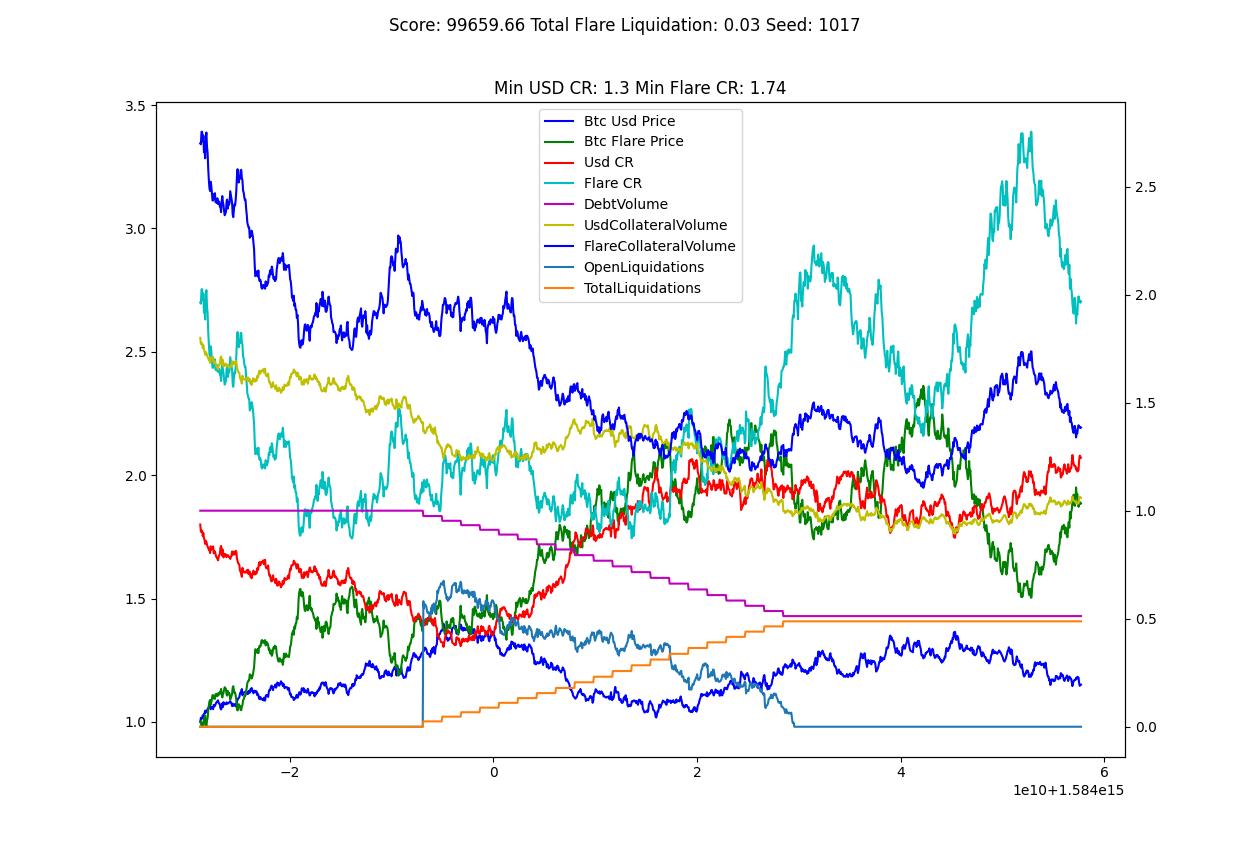 Score: 99659.66 Total Flare Liquidation: 0.03 Seed: 1017
Min USD CR: 1.3 Min Flare CR: 1.74
3.5
3.0
2.5
2.0
1.5
1.0
Btc Usd Price
Btc Flare Price
Usd CR
Flare CR
DebtVolume
UsdCollateralVolume
FlareCollateralVolume
OpenLiquidations
TotalLiquidations
2.5
2.0
1.5
1.0
0.5
0.0
−2 0 2 4 6
1e10+1.584e15